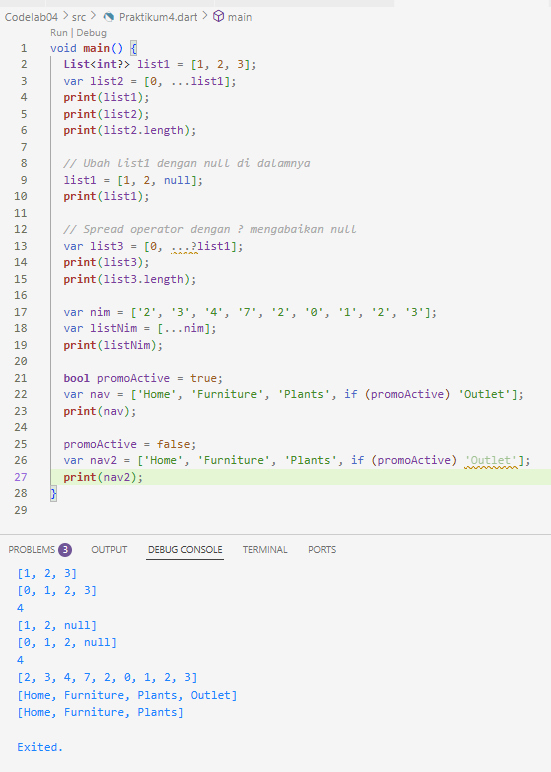 Codelab04 > src > Praktikum4.dart > main
Run | Debug
1 void main() {
2 List<int?> list1 = [1, 2, 3];
3 var list2 = [0, ...list1];
4 print(list1);
5 print(list2);
6 print(list2.length);
7
8 // Ubah list1 dengan null di dalamnya
9 list1 = [1, 2, null];
10 print(list1);
11
12 // Spread operator dengan ? mengabaikan null
13 var list3 = [0, ...?list1];
14 print(list3);
15 print(list3.length);
16
17 var nim = ['2', '3', '4', '7', '2', '0', '1', '2', '3'];
18 var listNim = [...nim];
19 print(listNim);
20
21 bool promoActive = true;
22 var nav = ['Home', 'Furniture', 'Plants', if (promoActive) 'Outlet'];
23 print(nav);
24
25 promoActive = false;
26 var nav2 = ['Home', 'Furniture', 'Plants', if (promoActive) 'Outlet'];
27 print(nav2);
28 }
29
PROBLEMS 3 OUTPUT DEBUG CONSOLE TERMINAL PORTS
[1, 2, 3]
[0, 1, 2, 3]
4
[1, 2, null]
[0, 1, 2, null]
4
[2, 3, 4, 7, 2, 0, 1, 2, 3]
[Home, Furniture, Plants, Outlet]
[Home, Furniture, Plants]
Exited.